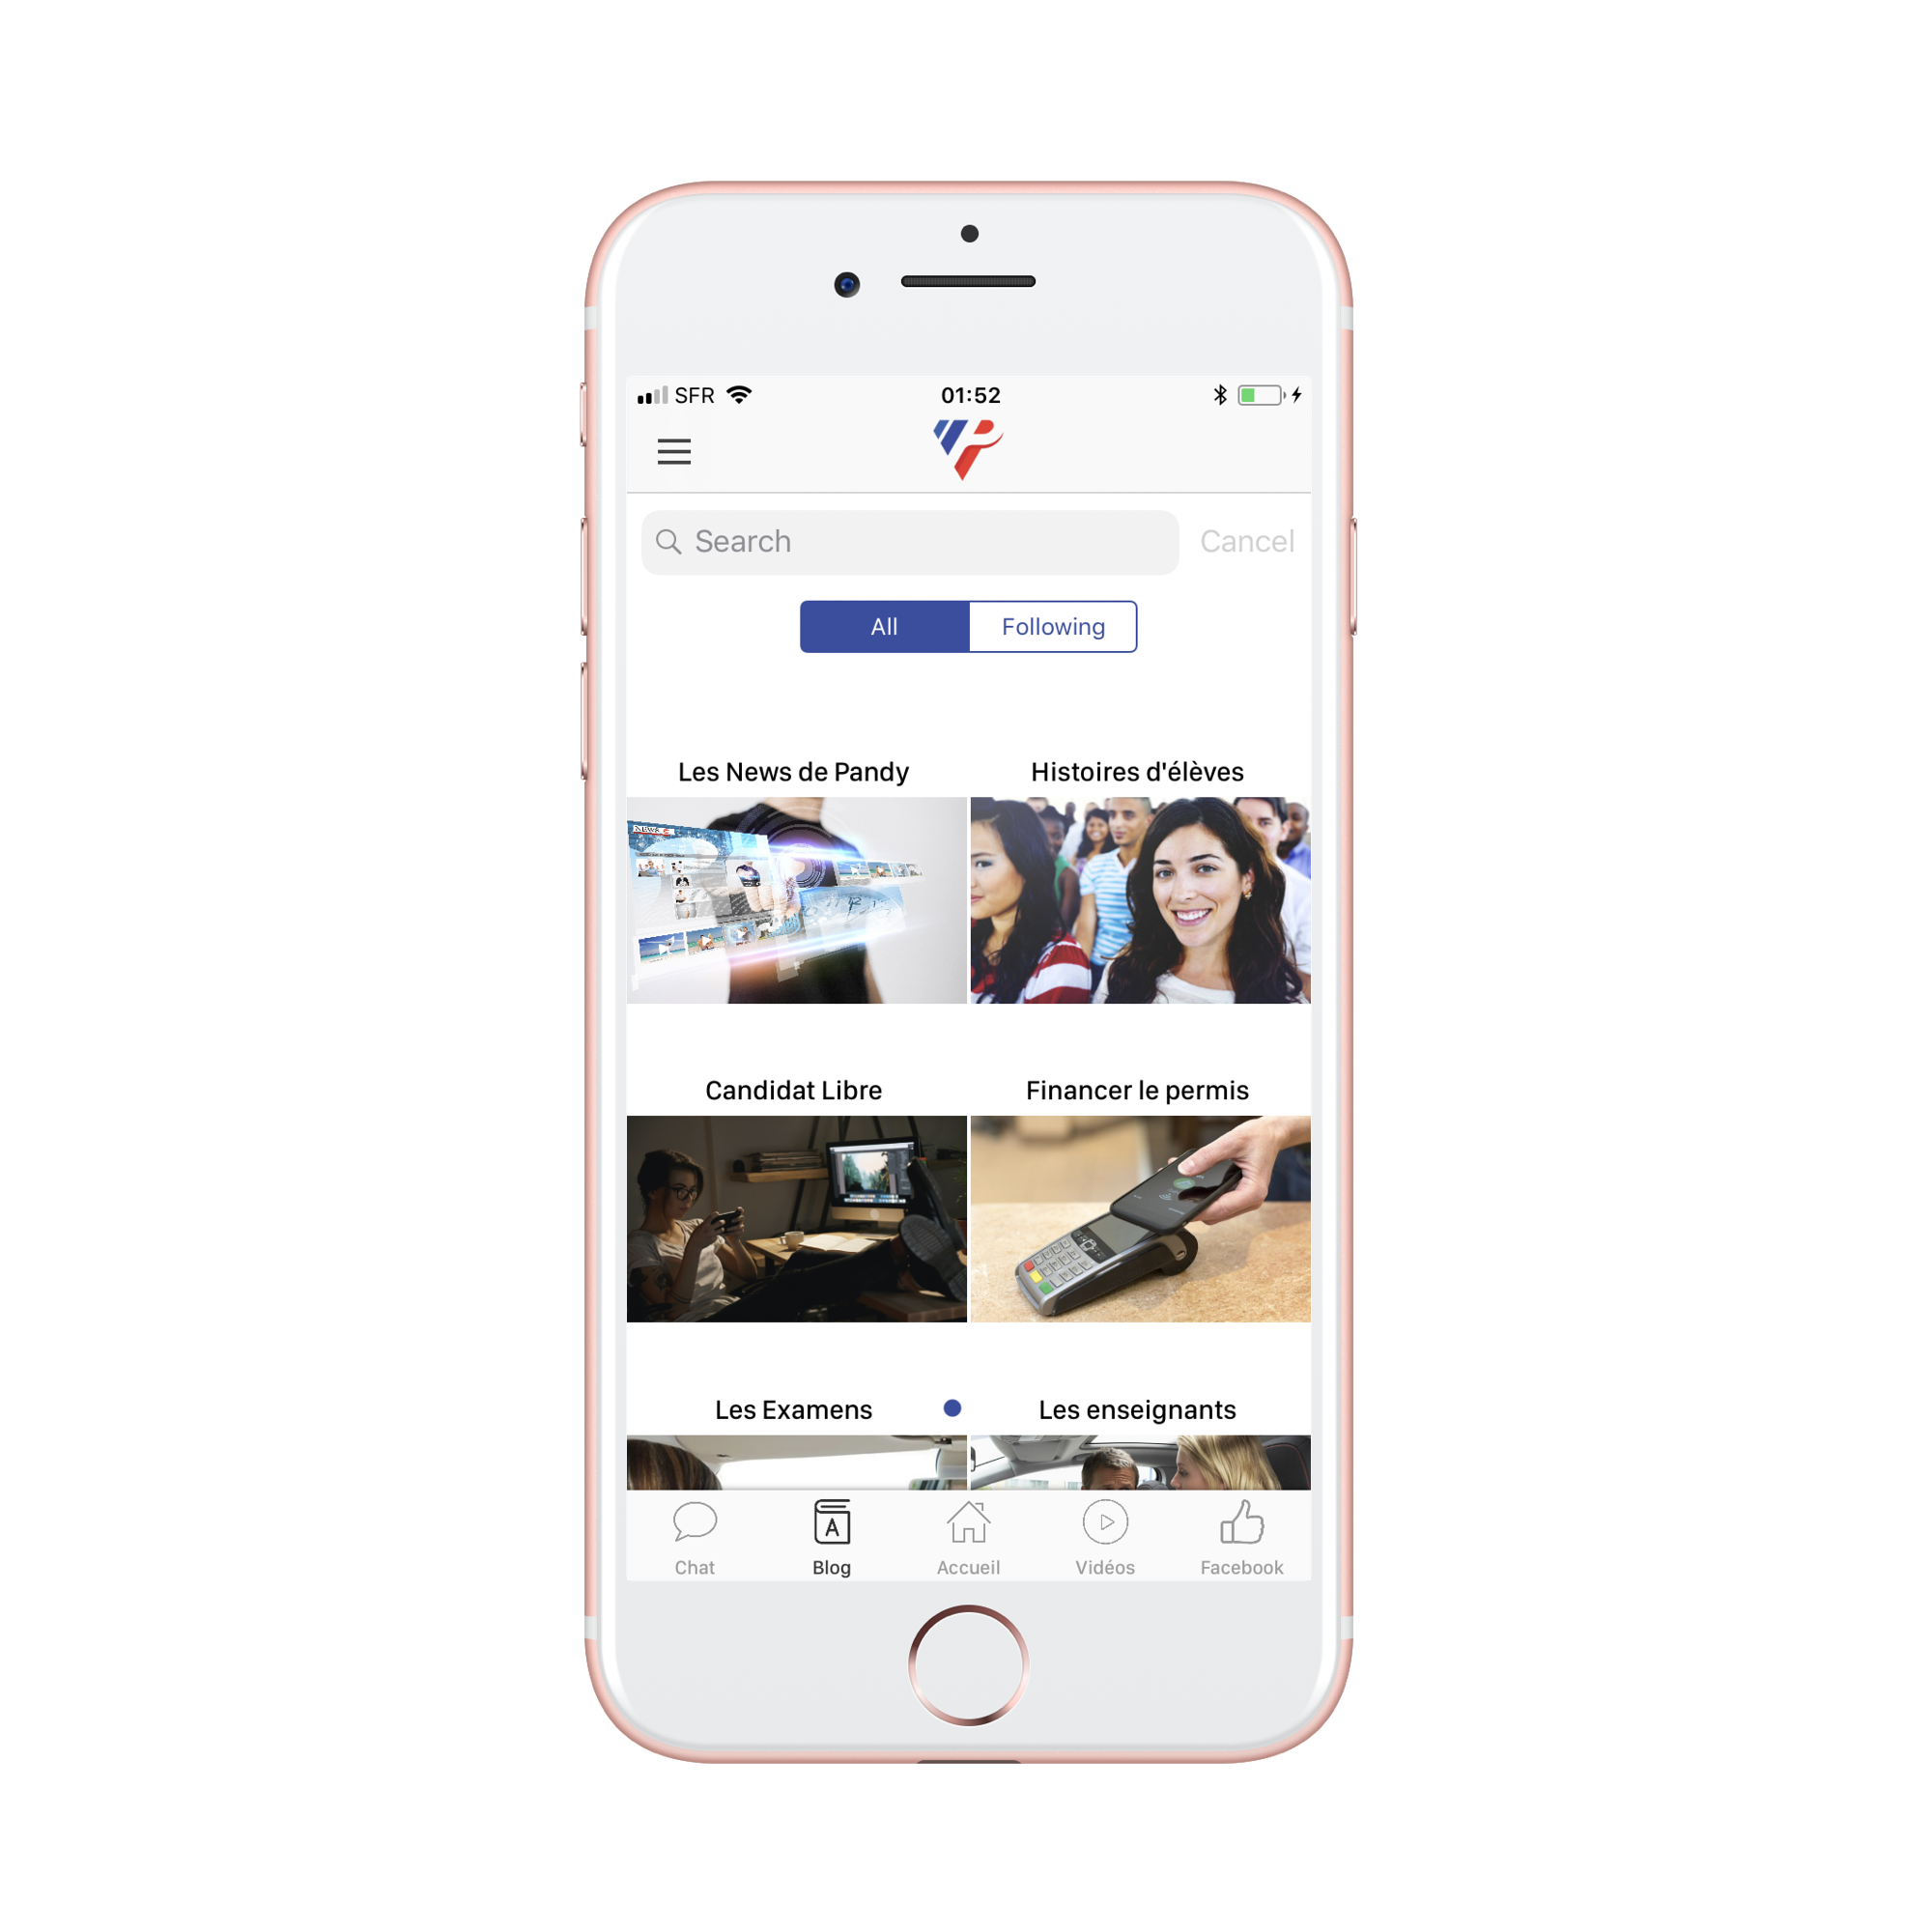 SFR 01:52
Search Cancel
All Following
Les News de Pandy Histoires d'élèves
NEWS
Candidat Libre Financer le permis
Les Examens Les enseignants
A
Chat Blog Accueil Vidéos Facebook